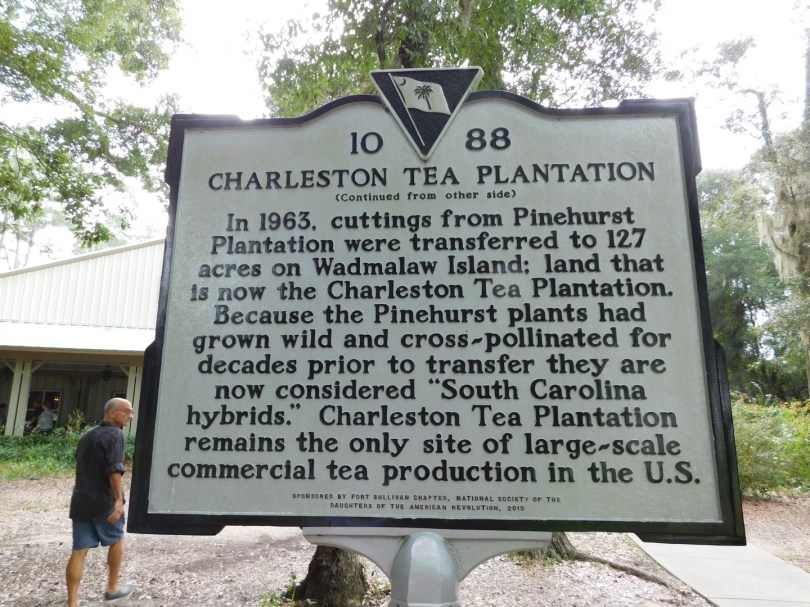 10 88
CHARLESTON TEA PLANTATION
(Continued from other side)
In 1963, cuttings from Pinehurst
Plantation were transferred to 127
acres on Wadmalaw Island; land that
is now the Charleston Tea Plantation.
Because the Pinehurst plants had
grown wild and cross-pollinated for
decades prior to transfer they are
now considered "South Carolina
hybrids." Charleston Tea Plantation
remains the only site of large-scale
commercial tea production in the U.S.
SPONSORED BY FORT SULLIVAN CHAPTER, NATIONAL SOCIETY OF THE
DAUGHTERS OF THE AMERICAN REVOLUTION, 2015